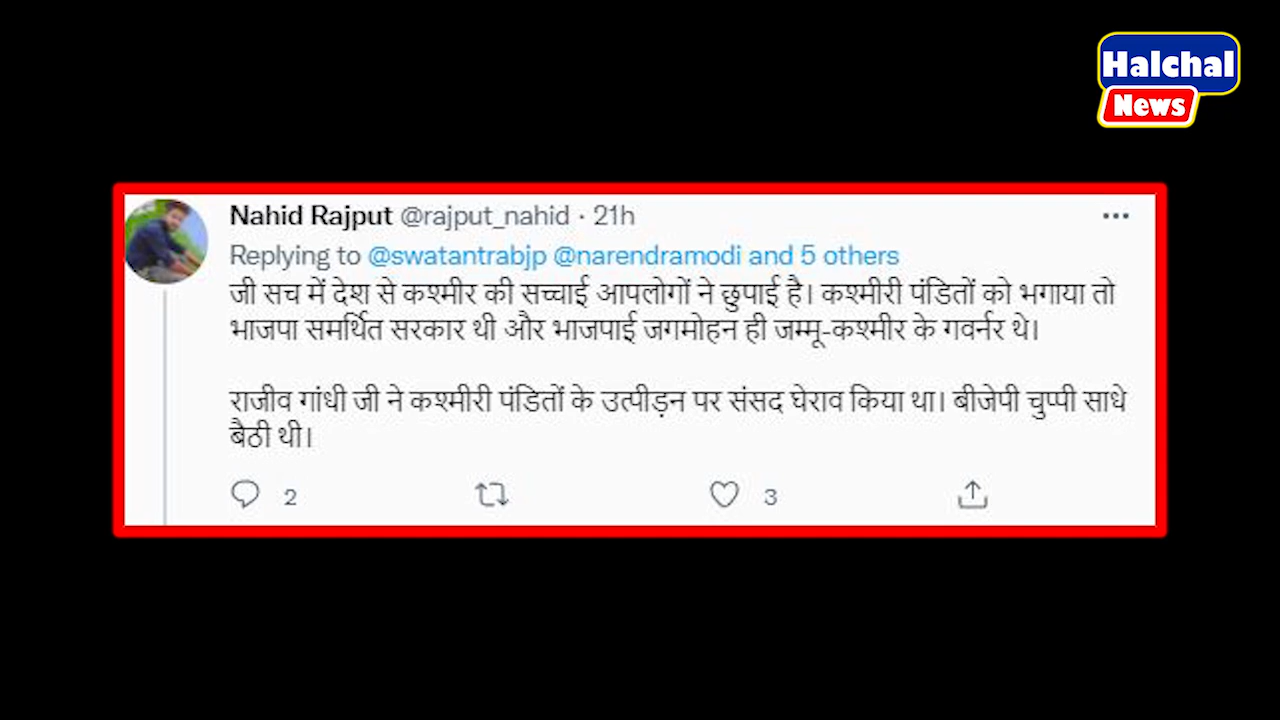 Halchal
News
Nahid Rajput @rajput_nahid · 21h
Replying to @swatantrabjp @narendramodi and 5 others
जी सच में देश से कश्मीर की सच्चाई आपलोगों ने छुपाई है। कश्मीरी पंडितों को भगाया तो
भाजपा समर्थित सरकार थी और भाजपाई जगमोहन ही जम्मू-कश्मीर के गवर्नर थे।
राजीव गांधी जी ने कश्मीरी पंडितों के उत्पीड़न पर संसद घेराव किया था। बीजेपी चुप्पी साधे
बैठी थी।
2 3